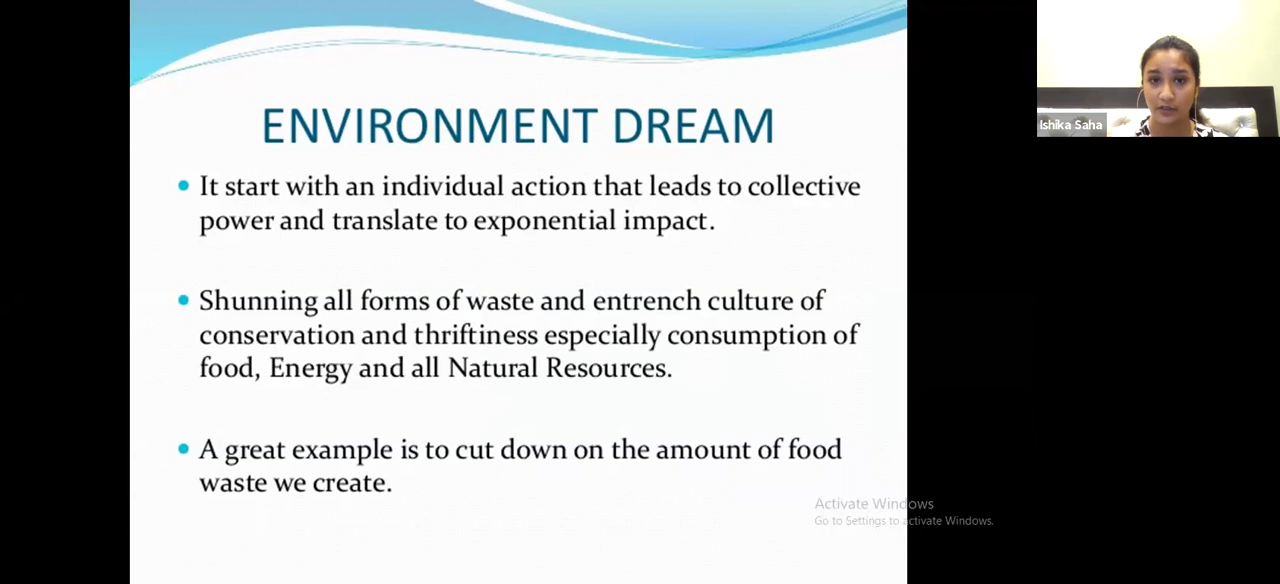 ENVIRONMENT DREAM
• It start with an individual action that leads to collective
power and translate to exponential impact.
• Shunning all forms of waste and entrench culture of
conservation and thriftiness especially consumption of
food, Energy and all Natural Resources.
• A great example is to cut down on the amount of food
waste we create.
Ishika Saha
Activate Windows
Go to Settings to activate Windows.